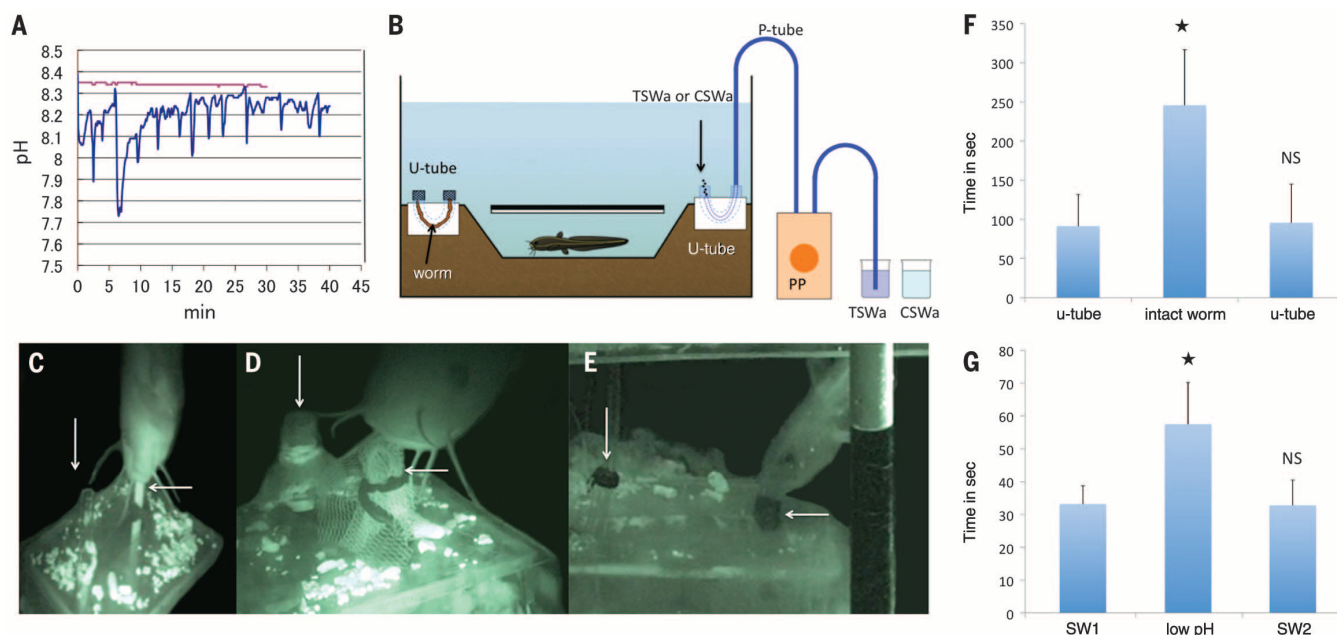 A
pH
8.5
8.4
8.3
8.2
8.1
8
7.9
7.8
7.7
7.6
7.5
0 5 10 15 20 25 30 35 40 45
min
B
P-tube
TSWa or CSWa
U-tube
worm
U-tube
PP
TSWa CSWa
C
D
E
F
Time in sec
350
300
250
200
150
100
50
0
★
NS
u-tube intact worm u-tube
G
Time in sec
80
70
60
50
40
30
20
10
0
★
NS
SW1 low pH SW2